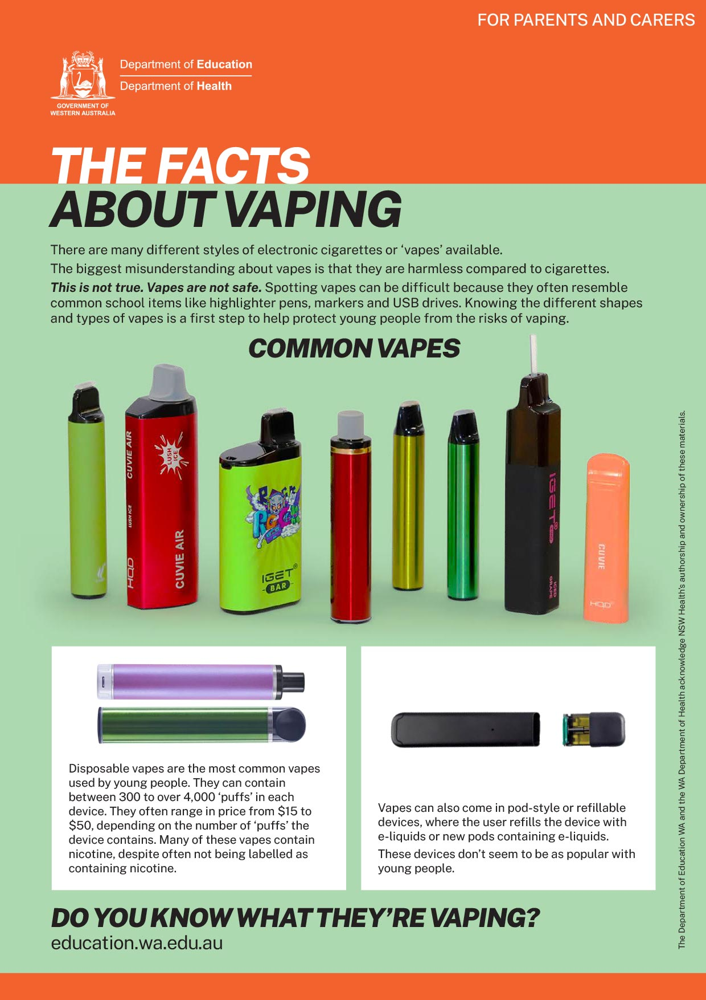 FOR PARENTS AND CARERS
Department of Education
Department of Health
GOVERNMENT OF
WESTERN AUSTRALIA
THE FACTS
ABOUT VAPING
There are many different styles of electronic cigarettes or ‘vapes’ available.
The biggest misunderstanding about vapes is that they are harmless compared to cigarettes.
This is not true. Vapes are not safe. Spotting vapes can be difficult because they often resemble
common school items like highlighter pens, markers and USB drives. Knowing the different shapes
and types of vapes is a first step to help protect young people from the risks of vaping.
COMMON VAPES
CUVIE AIR
LUSH ICE
HQD
LUSH
ICE
CUVIE AIR
IGET®
BAR
IGET®
ICED
GRAPE
CUVIE
HQD®
Disposable vapes are the most common vapes
used by young people. They can contain
between 300 to over 4,000 ‘puffs’ in each
device. They often range in price from $15 to
$50, depending on the number of ‘puffs’ the
device contains. Many of these vapes contain
nicotine, despite often not being labelled as
containing nicotine.
Vapes can also come in pod-style or refillable
devices, where the user refills the device with
e-liquids or new pods containing e-liquids.
These devices don’t seem to be as popular with
young people.
DO YOU KNOW WHAT THEY’RE VAPING?
education.wa.edu.au
The Department of Education WA and the WA Department of Health acknowledge NSW Health’s authorship and ownership of these materials.